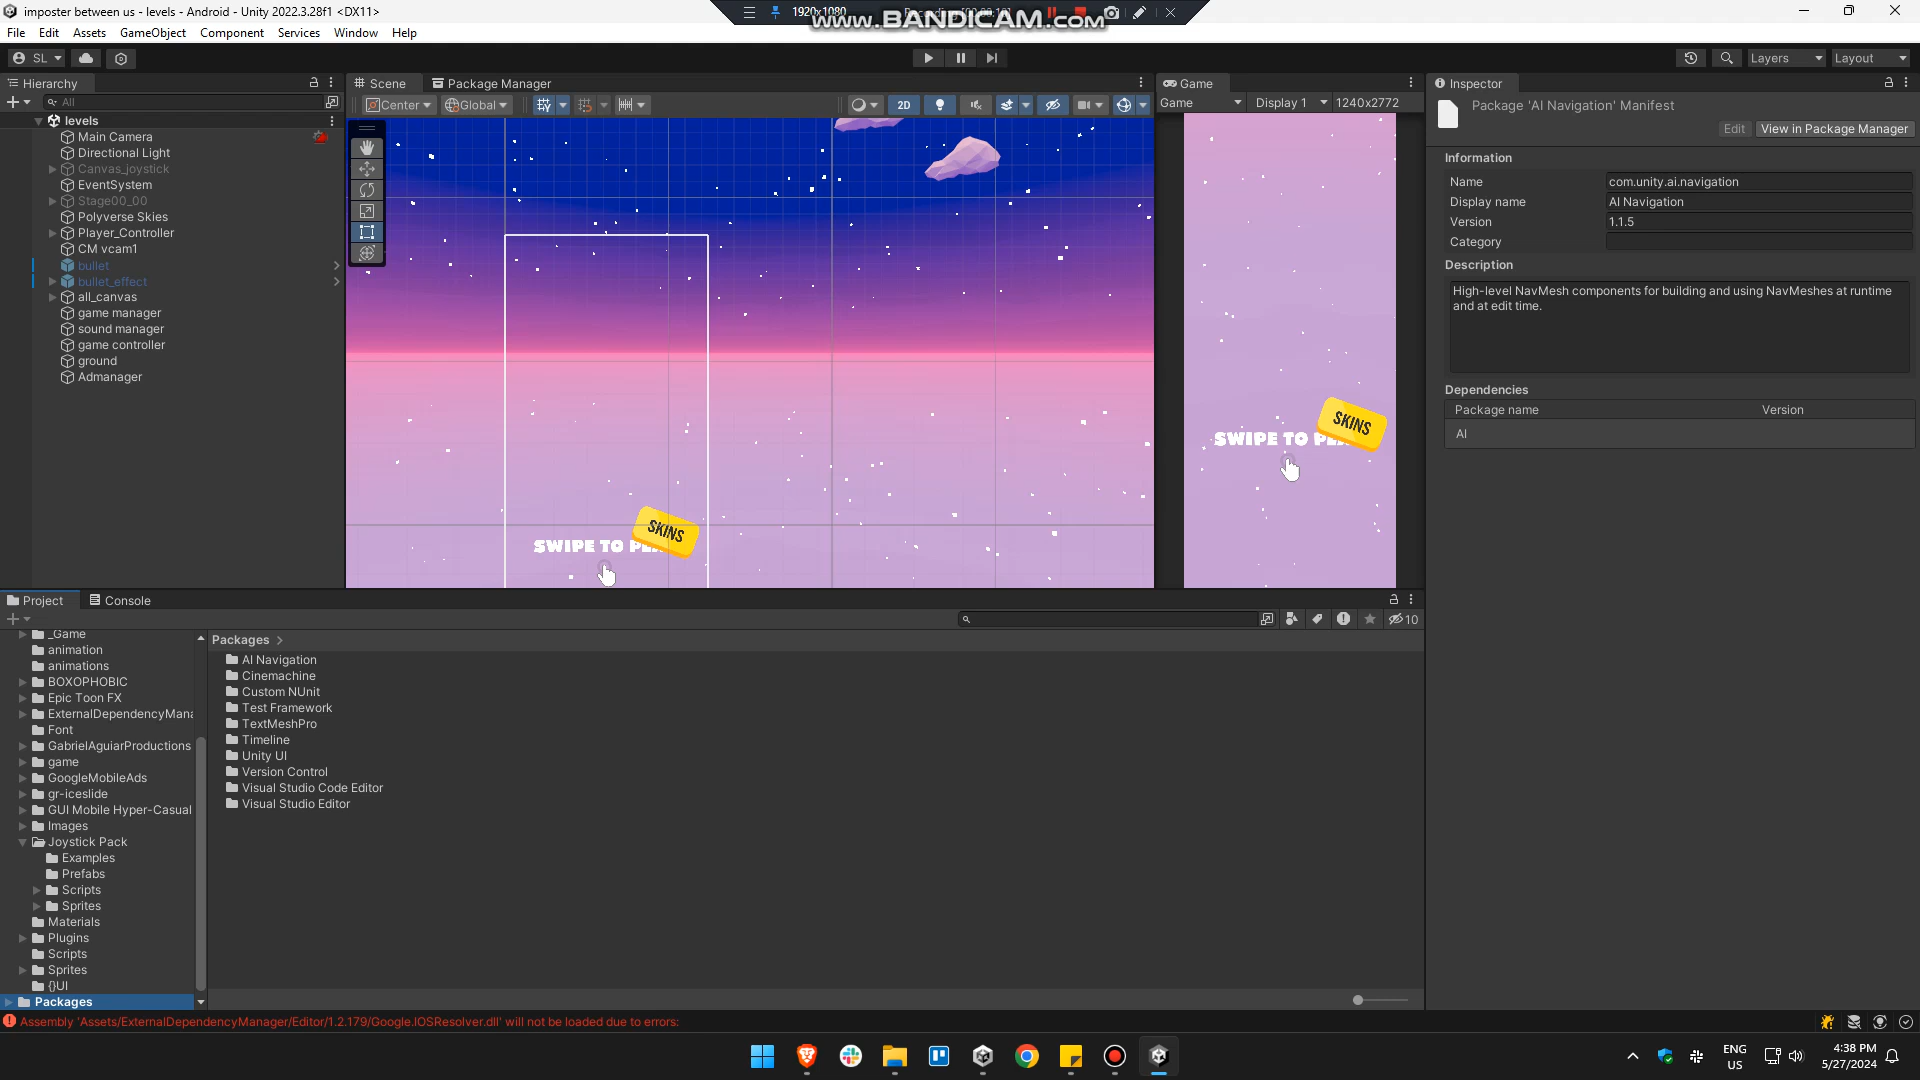 imposter between us - levels - Android - Unity 2022.3.28f1 <DX11>
1920x1080
www.BANDICAM.com
File Edit Assets GameObject Component Services Window Help
SL
Layers
Layout
Hierarchy
All
levels
Main Camera
Directional Light
Canvas_joystick
EventSystem
Stage00_00
Polyverse Skies
Player_Controller
CM vcam1
bullet
bullet_effect
all_canvas
game manager
sound manager
game controller
ground
Admanager
Scene
Package Manager
Center
Global
2D
SKINS
SWIPE TO
Game
Game
Display 1
1240x2772
SKINS
SWIPE TO
Inspector
Package 'AI Navigation' Manifest
Edit
View in Package Manager
Information
Name com.unity.ai.navigation
Display name AI Navigation
Version 1.1.5
Category
Description
High-level NavMesh components for building and using NavMeshes at runtime
and at edit time.
Dependencies
Package name Version
AI
Project
Console
10
_Game
animation
animations
BOXOPHOBIC
Epic Toon FX
ExternalDependencyMana
Font
GabrielAguiarProductions
game
GoogleMobileAds
gr-iceslide
GUI Mobile Hyper-Casual
Images
Joystick Pack
Examples
Prefabs
Scripts
Sprites
Materials
Plugins
Scripts
Sprites
{}UI
Packages
Packages
AI Navigation
Cinemachine
Custom NUnit
Test Framework
TextMeshPro
Timeline
Unity UI
Version Control
Visual Studio Code Editor
Visual Studio Editor
Assembly 'Assets/ExternalDependencyManager/Editor/1.2.179/Google.IOSResolver.dll' will not be loaded due to errors:
ENG
US
4:38 PM
5/27/2024